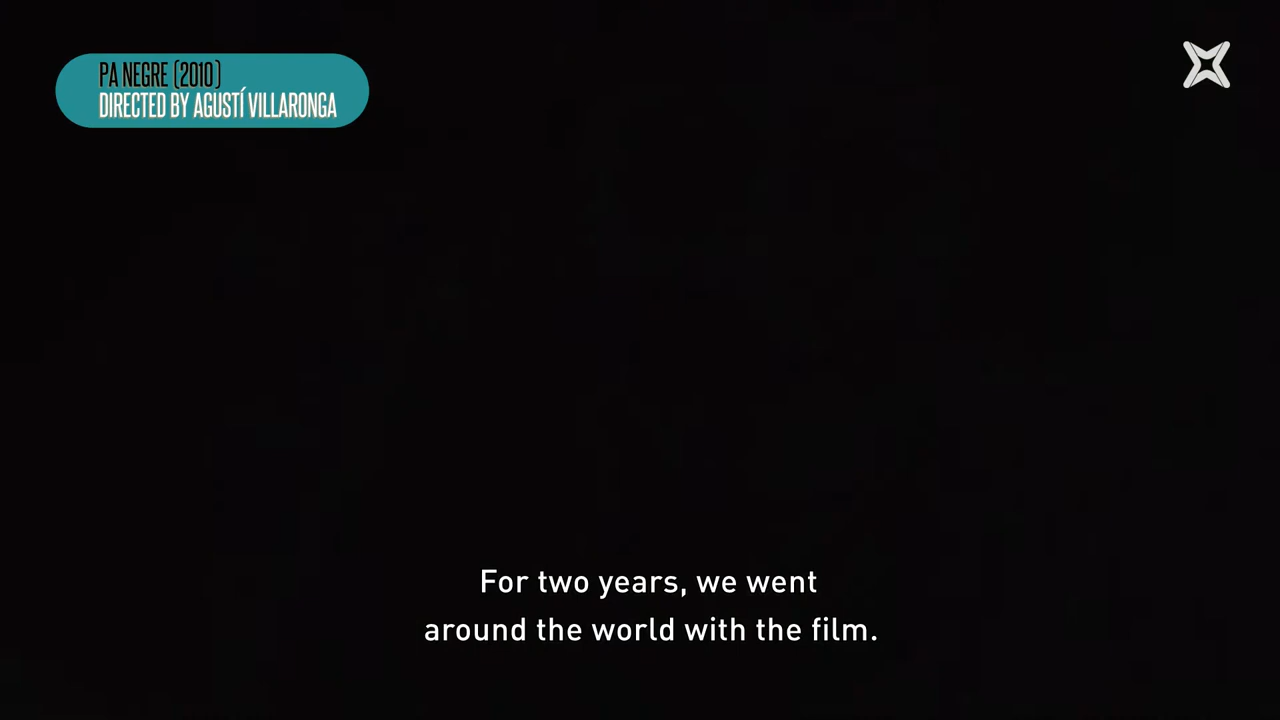 PA NEGRE (2010)
DIRECTED BY AGUSTÍ VILLARONGA
For two years, we went
around the world with the film.